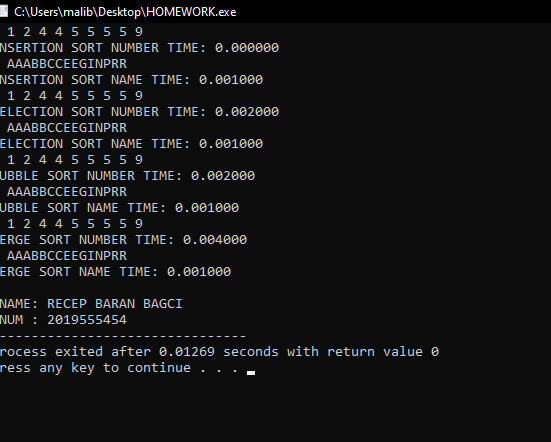 C:\Users\malib\Desktop\HOMEWORK.exe
1 2 4 4 5 5 5 5 9
NSERTION SORT NUMBER TIME: 0.000000
AAABBCCEEGINPRR
NSERTION SORT NAME TIME: 0.001000
1 2 4 4 5 5 5 5 9
ELECTION SORT NUMBER TIME: 0.002000
AAABBCCEEGINPRR
ELECTION SORT NAME TIME: 0.001000
1 2 4 4 5 5 5 5 9
UBBLE SORT NUMBER TIME: 0.002000
AAABBCCEEGINPRR
UBBLE SORT NAME TIME: 0.001000
1 2 4 4 5 5 5 5 9
ERGE SORT NUMBER TIME: 0.004000
AAABBCCEEGINPRR
ERGE SORT NAME TIME: 0.001000
NAME: RECEP BARAN BAGCI
NUM : 2019555454
-------------------------------
rocess exited after 0.01269 seconds with return value 0
ress any key to continue . . .